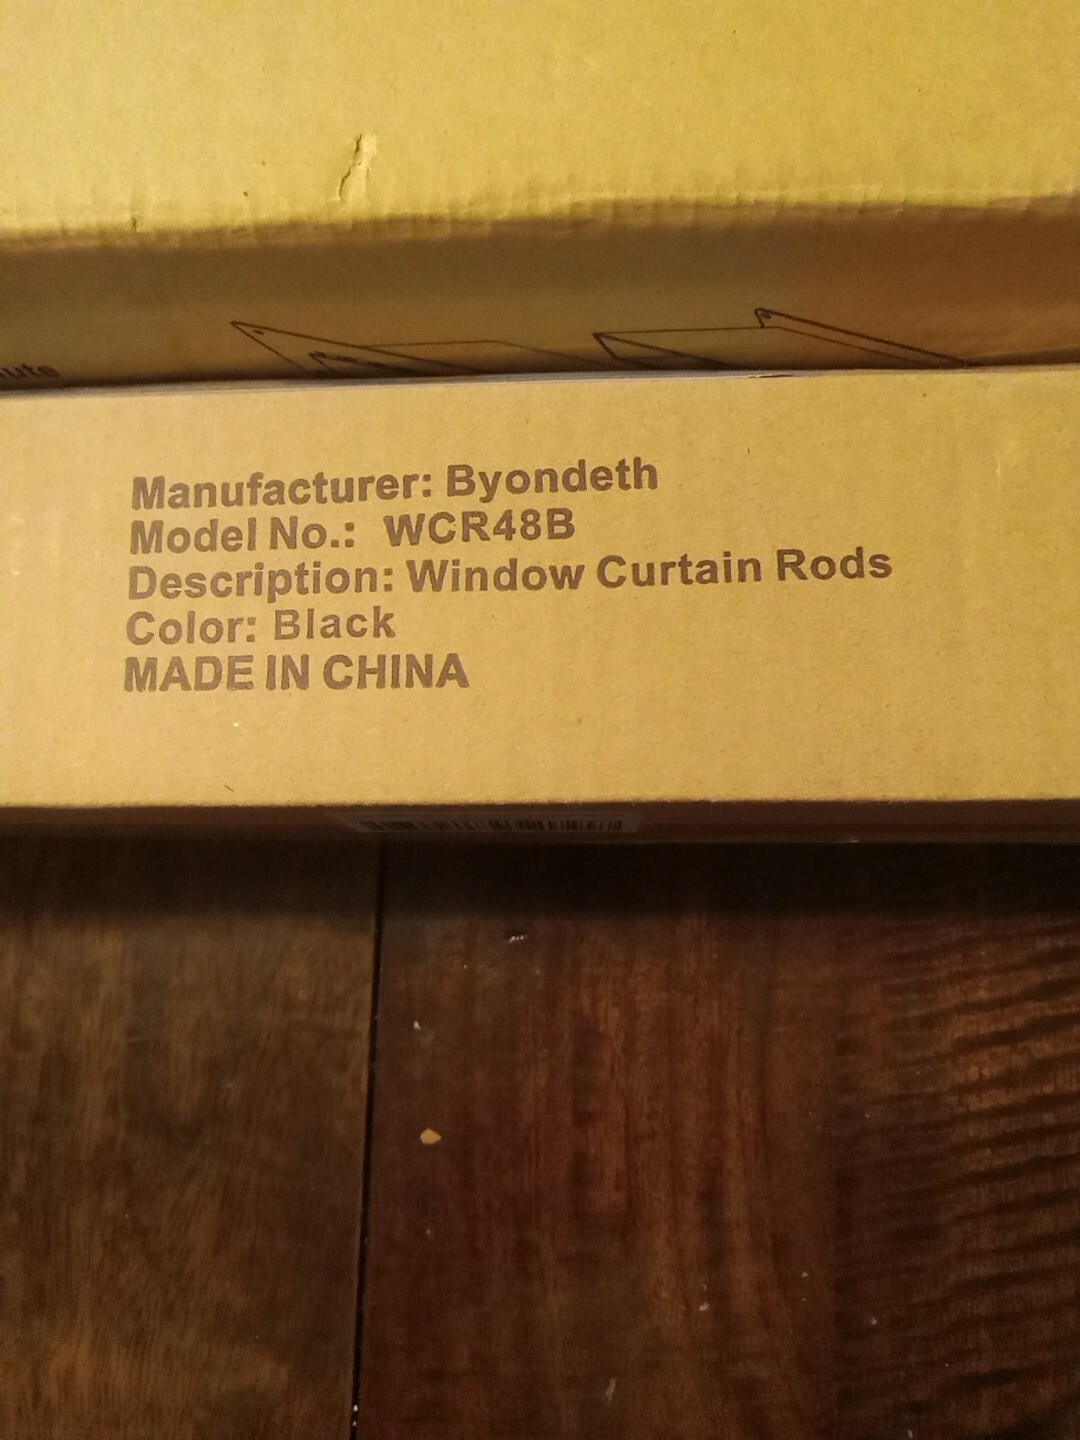 Manufacturer: Byondeth
Model No.: WCR48B
Description: Window Curtain Rods
Color: Black
MADE IN CHINA